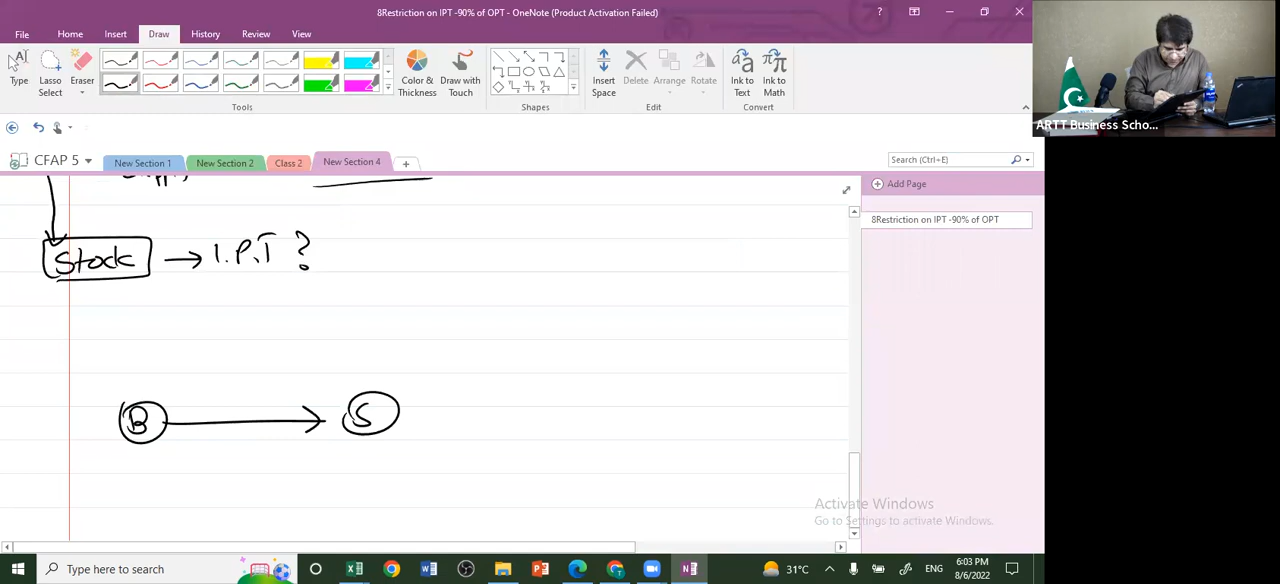 8Restriction on IPT -90% of OPT - OneNote (Product Activation Failed)
?
File Home Insert Draw History Review View
Type Lasso Select Eraser
Color & Thickness Draw with Touch
Insert Space Delete Arrange Rotate
Ink to Text Ink to Math
Tools Shapes Edit Convert
ARTT Business Scho...
CFAP 5 New Section 1 New Section 2 Class 2 New Section 4 Search (Ctrl+E)
Add Page
8Restriction on IPT -90% of OPT
Stock → I.P.T ?
B → S
Activate Windows
Go to Settings to activate Windows.
Type here to search
31°C ENG 6:03 PM
8/6/2022